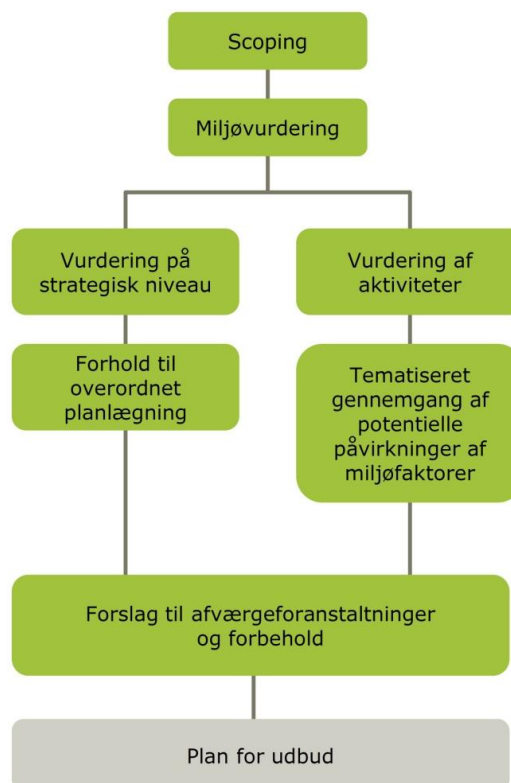 Scoping
Miljøvurdering
Vurdering på
strategisk niveau
Forhold til
overordnet
planlægning
Vurdering af
aktiviteter
Tematiseret
gennemgang af
potentielle
påvirkninger af
miljøfaktorer
Forslag til afværgeforanstaltninger
og forbehold
Plan for udbud